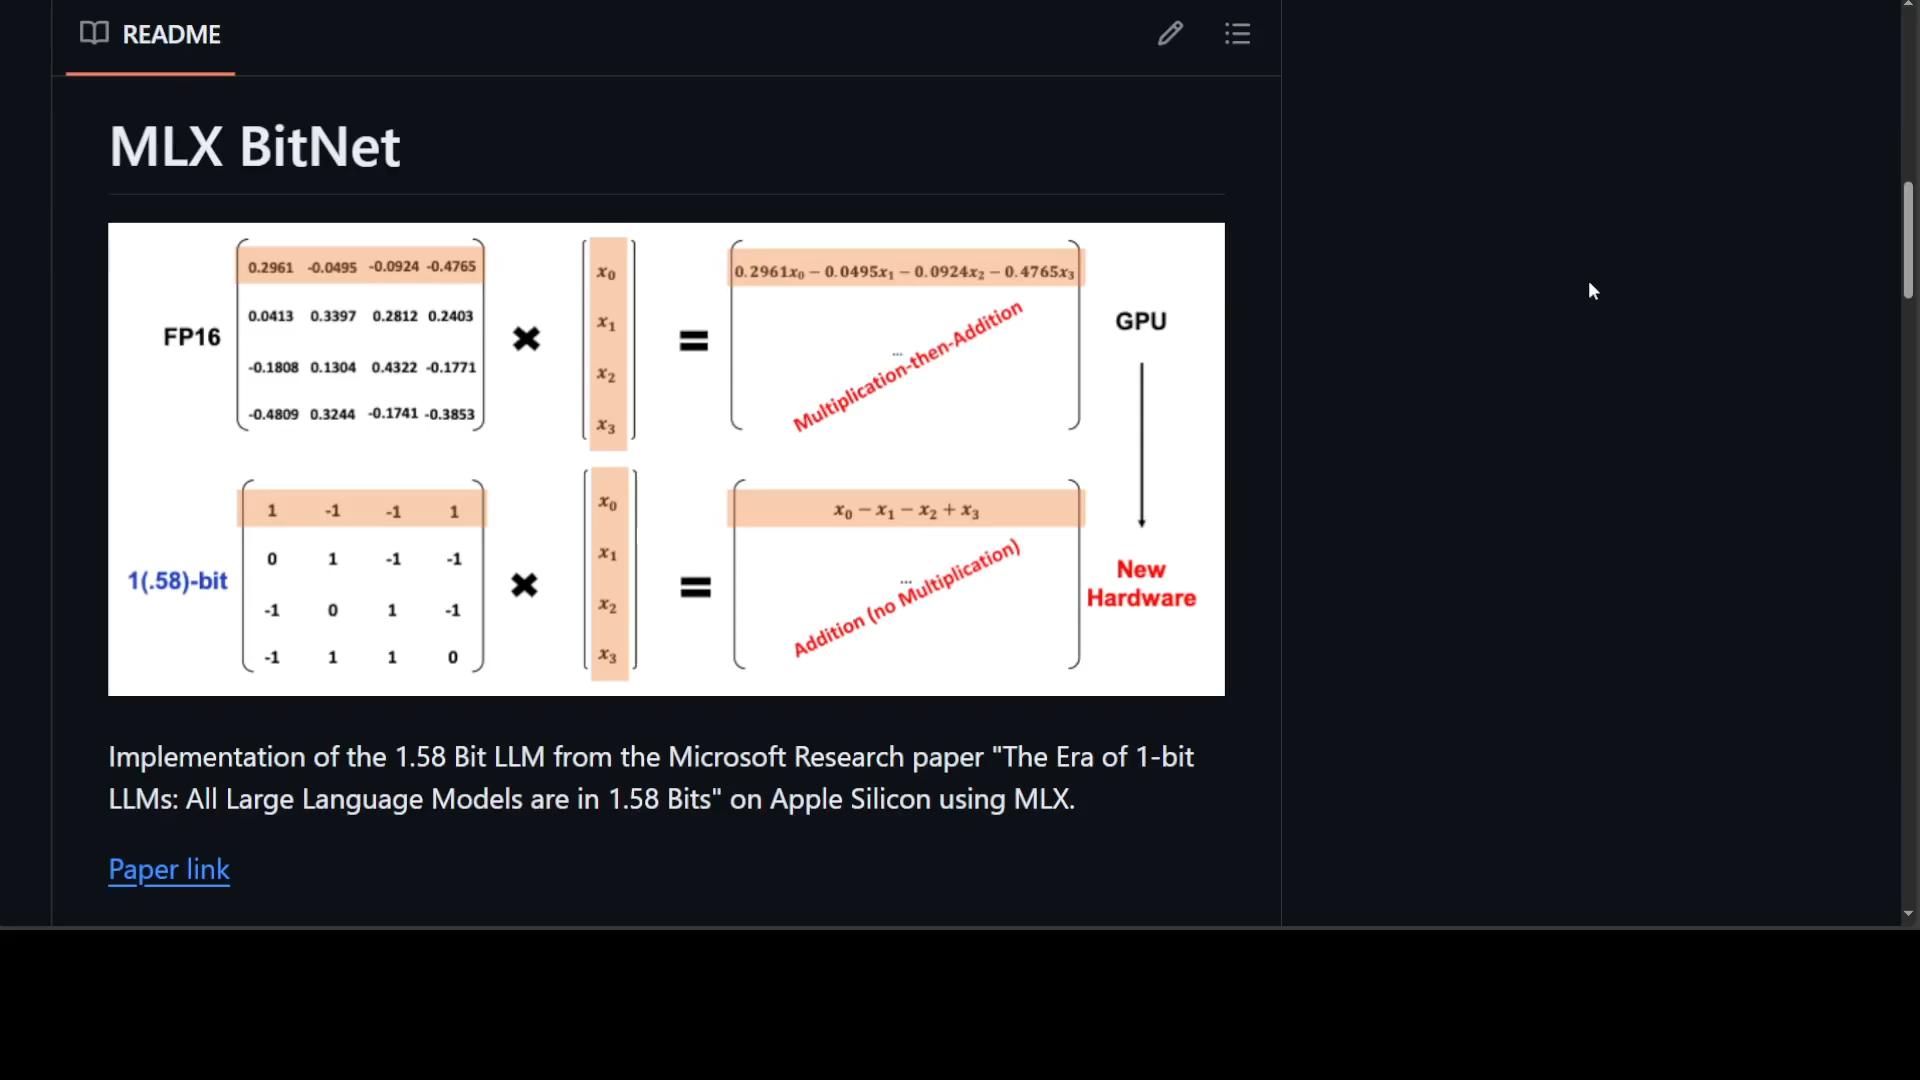 README
MLX BitNet
FP16
0.2961 -0.0495 -0.0924 -0.4765
0.0413 0.3397 0.2812 0.2403
-0.1808 0.1304 0.4322 -0.1771
-0.4809 0.3244 -0.1741 -0.3853
✖
x₀
x₁
x₂
x₃
=
0.2961x₀ − 0.0495x₁ − 0.0924x₂ − 0.4765x₃
...
Multiplication-then-Addition
GPU
1(.58)-bit
1 -1 -1 1
0 1 -1 -1
-1 0 1 -1
-1 1 1 0
✖
x₀
x₁
x₂
x₃
=
x₀ − x₁ − x₂ + x₃
...
Addition (no Multiplication)
New
Hardware
Implementation of the 1.58 Bit LLM from the Microsoft Research paper "The Era of 1-bit
LLMs: All Large Language Models are in 1.58 Bits" on Apple Silicon using MLX.
Paper link